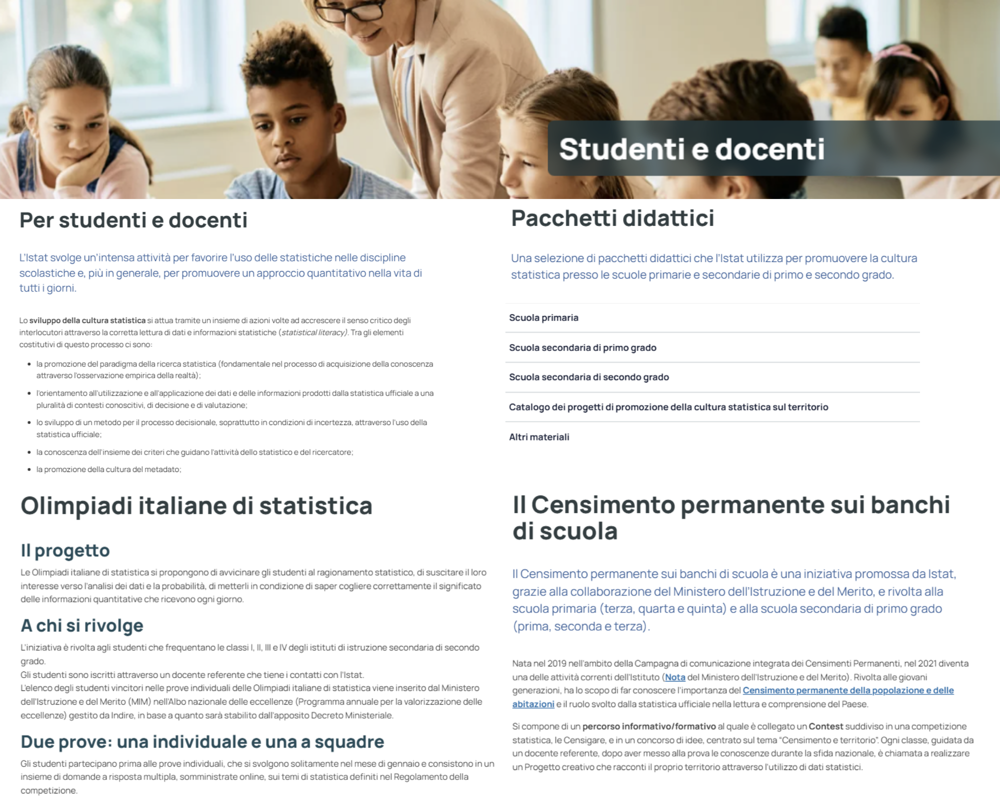 Studenti e docenti
Per studenti e docenti
L'Istat svolge un'intensa attività per favorire l'uso delle statistiche nelle discipline
scolastiche e, più in generale, per promuovere un approccio quantitativo nella vita di
tutti i giorni.
Lo sviluppo della cultura statistica si attua tramite un insieme di azioni volte ad accrescere il senso critico degli
interlocutori attraverso la corretta lettura di dati e informazioni statistiche (statistical literacy). Tra gli elementi
costitutivi di questo processo ci sono:
• la promozione del paradigma della ricerca statistica (fondamentale nel processo di acquisizione della conoscenza
attraverso l'osservazione empirica della realtà);
• l'orientamento all'utilizzazione e all'applicazione dei dati e delle informazioni prodotti dalla statistica ufficiale a una
pluralità di contesti conoscitivi, di decisione e di valutazione;
• lo sviluppo di un metodo per il processo decisionale, soprattutto in condizioni di incertezza, attraverso l'uso della
statistica ufficiale;
• la conoscenza dell'insieme dei criteri che guidano l'attività dello statistico e del ricercatore;
• la promozione della cultura del metadato;
Pacchetti didattici
Una selezione di pacchetti didattici che l'Istat utilizza per promuovere la cultura
statistica presso le scuole primarie e secondarie di primo e secondo grado.
Scuola primaria
Scuola secondaria di primo grado
Scuola secondaria di secondo grado
Catalogo dei progetti di promozione della cultura statistica sul territorio
Altri materiali
Olimpiadi italiane di statistica
Il progetto
Le Olimpiadi italiane di statistica si propongono di avvicinare gli studenti al ragionamento statistico, di suscitare il loro
interesse verso l'analisi dei dati e la probabilità, di metterli in condizione di saper cogliere correttamente il significato
delle informazioni quantitative che ricevono ogni giorno.
A chi si rivolge
L'iniziativa è rivolta agli studenti che frequentano le classi I, II, III e IV degli istituti di istruzione secondaria di secondo
grado.
Gli studenti sono iscritti attraverso un docente referente che tiene i contatti con l'Istat.
L'elenco degli studenti vincitori nelle prove individuali delle Olimpiadi italiane di statistica viene inserito dal Ministero
dell'Istruzione e del Merito (MIM) nell'Albo nazionale delle eccellenze (Programma annuale per la valorizzazione delle
eccellenze) gestito da Indire, in base a quanto sarà stabilito dall'apposito Decreto Ministeriale.
Due prove: una individuale e una a squadre
Gli studenti partecipano prima alle prove individuali, che si svolgono solitamente nel mese di gennaio e consistono in un
insieme di domande a risposta multipla, somministrate online, sui temi di statistica definiti nel Regolamento della
competizione.
Il Censimento permanente sui banchi
di scuola
Il Censimento permanente sui banchi di scuola è una iniziativa promossa da Istat,
grazie alla collaborazione del Ministero dell'Istruzione e del Merito, e rivolta alla
scuola primaria (terza, quarta e quinta) e alla scuola secondaria di primo grado
(prima, seconda e terza).
Nata nel 2019 nell'ambito della Campagna di comunicazione integrata dei Censimenti Permanenti, nel 2021 diventa
una delle attività correnti dell'Istituto (Nota del Ministero dell'Istruzione e del Merito). Rivolta alle giovani
generazioni, ha lo scopo di far conoscere l'importanza del Censimento permanente della popolazione e delle
abitazioni e il ruolo svolto dalla statistica ufficiale nella lettura e comprensione del Paese.
Si compone di un percorso informativo/formativo al quale è collegato un Contest suddiviso in una competizione
statistica, le Censigare, e in un concorso di idee, centrato sul tema “Censimento e territorio”. Ogni classe, guidata da
un docente referente, dopo aver messo alla prova le conoscenze durante la sfida nazionale, è chiamata a realizzare
un Progetto creativo che racconti il proprio territorio attraverso l'utilizzo di dati statistici.